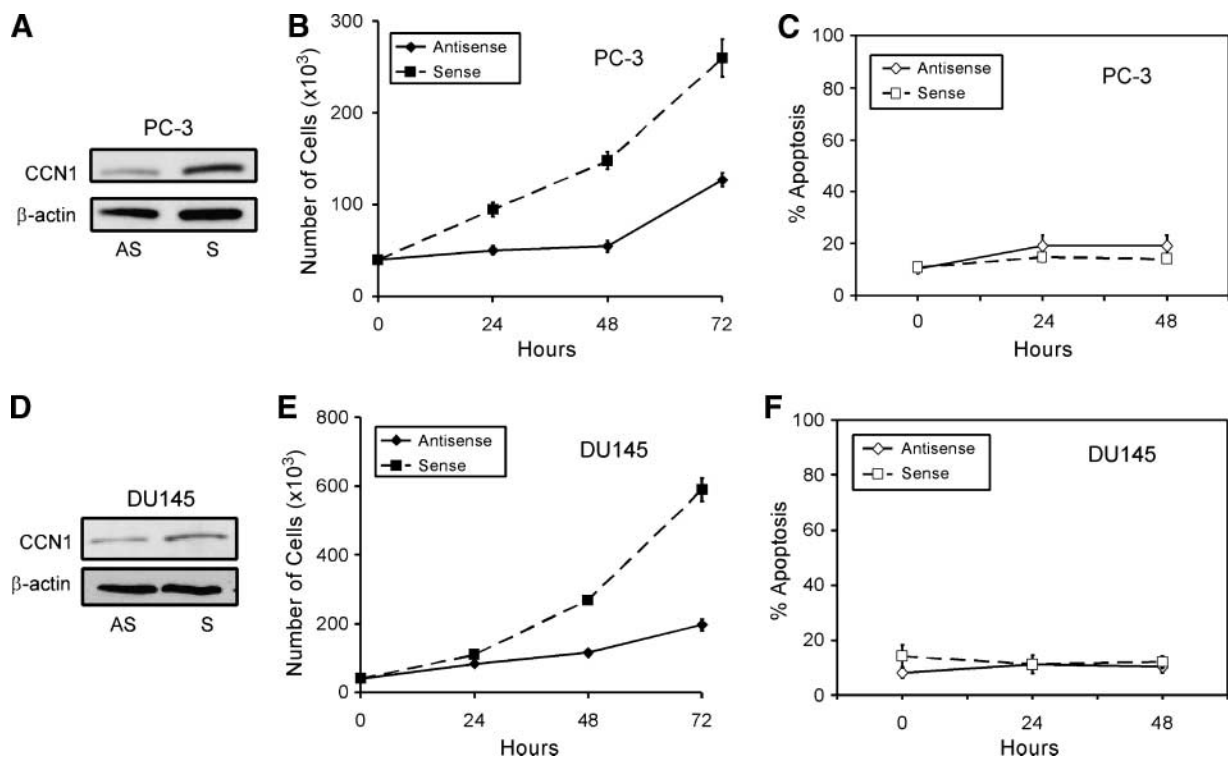 A
PC-3
CCN1
β-actin
AS S
B
Number of Cells (x10³)
300
200
100
0
Antisense
Sense
PC-3
0 24 48 72
Hours
C
% Apoptosis
100
80
60
40
20
0
Antisense
Sense
PC-3
0 24 48
Hours
D
DU145
CCN1
β-actin
AS S
E
Number of Cells (x10³)
800
600
400
200
0
Antisense
Sense
DU145
0 24 48 72
Hours
F
% Apoptosis
100
80
60
40
20
0
Antisense
Sense
DU145
0 24 48
Hours